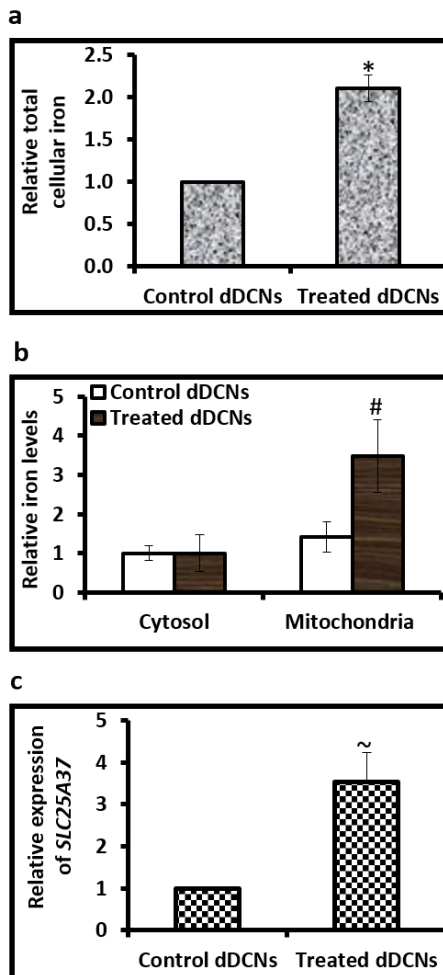 a
Relative total
cellular iron
2.5
2.0
1.5
1.0
0.5
0.0
*
Control dDCNs Treated dDCNs
b
Relative iron levels
5
4
3
2
1
0
Control dDCNs
Treated dDCNs
#
Cytosol Mitochondria
c
Relative expression
of SLC25A37
5
4
3
2
1
0
~
Control dDCNs Treated dDCNs